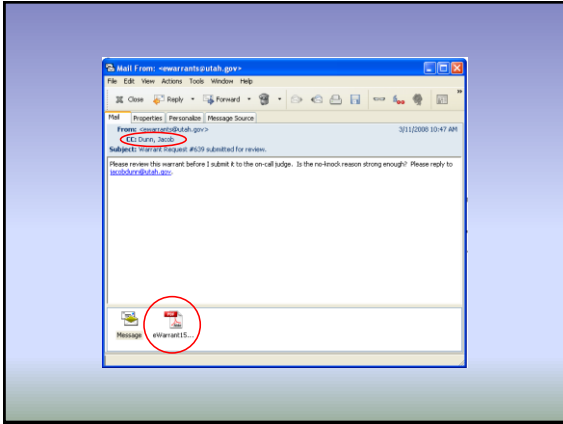 Mail From: <ewarrants@utah.gov>
File Edit View Actions Tools Window Help
Close Reply Forward
Mail Properties Personalize Message Source
From: <ewarrants@utah.gov> 3/11/2008 10:47 AM
CC: Dunn, Jacob
Subject: Warrant Request #639 submitted for review.
Please review this warrant before I submit it to the on-call judge. Is the no-knock reason strong enough? Please reply to
jacobdunn@utah.gov.
Message eWarrant15...